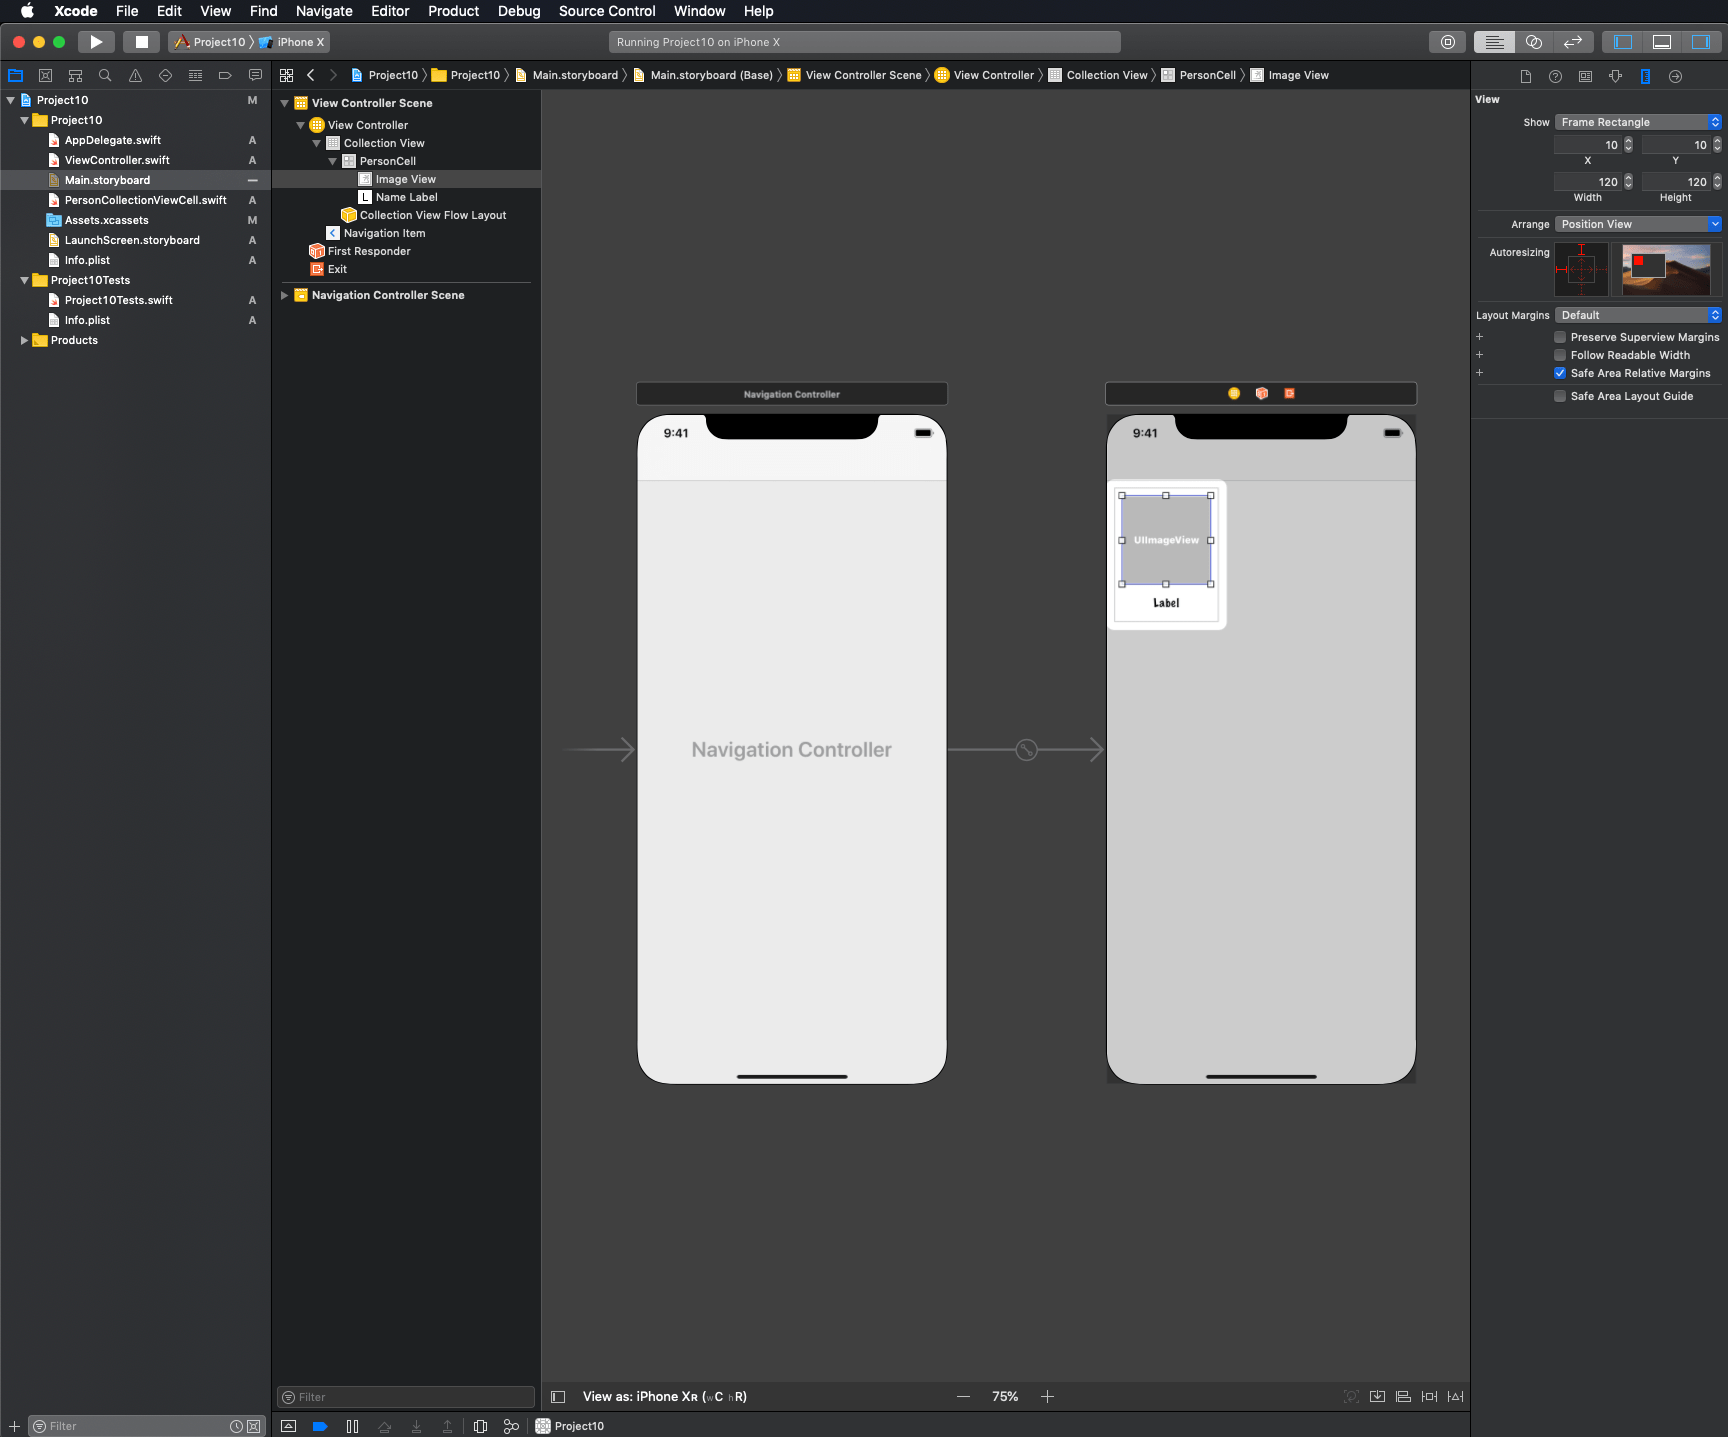 Xcode File Edit View Find Navigate Editor Product Debug Source Control Window Help
Project10 iPhone X
Running Project10 on iPhone X
Project10 Project10 Main.storyboard Main.storyboard (Base) View Controller Scene View Controller Collection View PersonCell Image View
Project10 M
Project10
AppDelegate.swift A
ViewController.swift A
Main.storyboard
PersonCollectionViewCell.swift A
Assets.xcassets M
LaunchScreen.storyboard A
Info.plist A
Project10Tests
Project10Tests.swift A
Info.plist A
Products
View Controller Scene
View Controller
Collection View
PersonCell
Image View
L Name Label
Collection View Flow Layout
Navigation Item
First Responder
Exit
Navigation Controller Scene
Navigation Controller
9:41
Navigation Controller
9:41
UIImageView
Label
View
Show Frame Rectangle
10 10
X Y
120 120
Width Height
Arrange Position View
Autoresizing
Layout Margins Default
Preserve Superview Margins
Follow Readable Width
Safe Area Relative Margins
Safe Area Layout Guide
Filter
View as: iPhone XR (wC hR)
75%
Filter
Project10